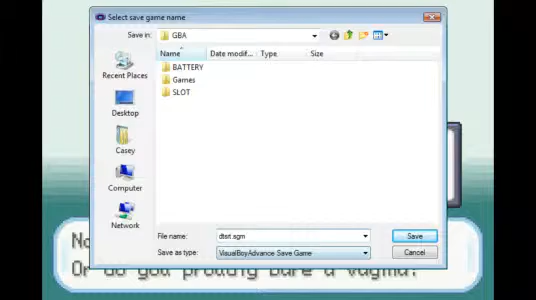 Select save game name
Save in: GBA
Name Date modif... Type Size
BATTERY
Games
SLOT
Recent Places
Desktop
Casey
Computer
Network
File name: dtsrt.sgm Save
Save as type: VisualBoyAdvance Save Game Cancel
No
Or do you proudly bare a vagina?